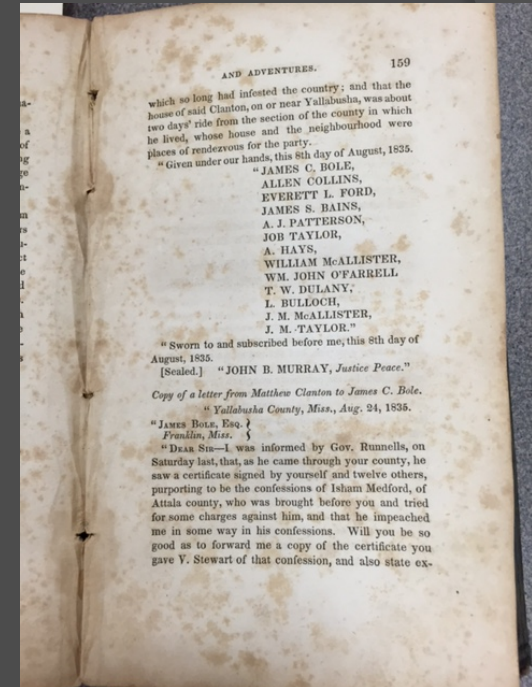 a-
a
of
ng
ge
n-
m
rs
u-
ct
e
d
AND ADVENTURES. 159
which so long had infested the country; and that the
house of said Clanton, on or near Yallabusha, was about
two days' ride from the section of the county in which
he lived, whose house and the neighbourhood were
places of rendezvous for the party.
"Given under our hands, this 8th day of August, 1835.
"JAMES C. BOLE,
ALLEN COLLINS,
EVERETT L. FORD,
JAMES S. BAINS,
A. J. PATTERSON,
JOB TAYLOR,
A. HAYS,
WILLIAM McALLISTER,
WM. JOHN O'FARRELL
T. W. DULANY,
L. BULLOCH,
J. M. McALLISTER,
J. M. TAYLOR."
"Sworn to and subscribed before me, this 8th day of
August, 1835.
[Sealed.] "JOHN B. MURRAY, Justice Peace."
Copy of a letter from Matthew Clanton to James C. Bole.
"Yallabusha County, Miss., Aug. 24, 1835.
"JAMES BOLE, ESQ. }
Franklin, Miss. }
"DEAR SIR—I was informed by Gov. Runnells, on
Saturday last, that, as he came through your county, he
saw a certificate signed by yourself and twelve others,
purporting to be the confessions of Isham Medford, of
Attala county, who was brought before you and tried
for some charges against him, and that he impeached
me in some way in his confessions. Will you be so
good as to forward me a copy of the certificate you
gave V. Stewart of that confession, and also state ex-